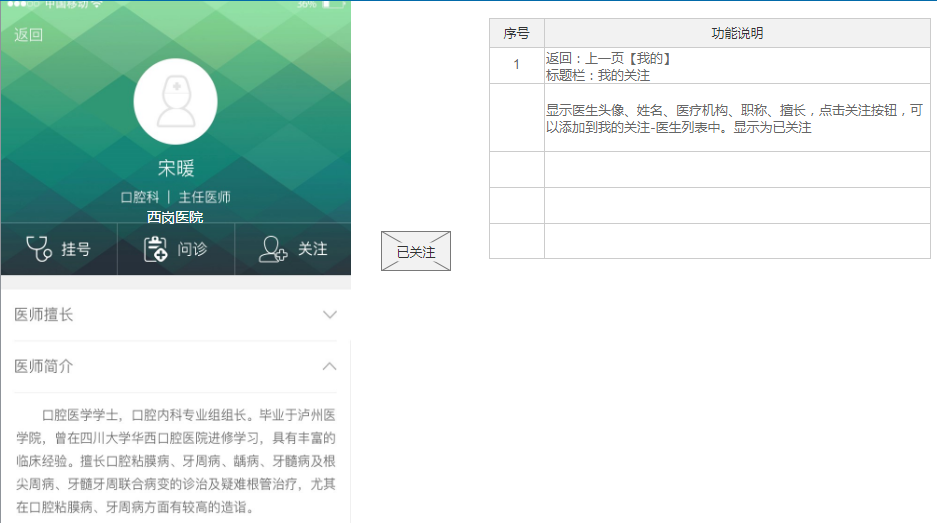 中国移动
36%
返回
宋暖
口腔科 | 主任医师
西岗医院
挂号
问诊
关注
医师擅长
医师简介
口腔医学学士，口腔内科专业组组长。毕业于泸州医
学院，曾在四川大学华西口腔医院进修学习，具有丰富的
临床经验。擅长口腔粘膜病、牙周病、龋病、牙髓病及根
尖周病、牙髓牙周联合病变的诊治及疑难根管治疗，尤其
在口腔粘膜病、牙周病方面有较高的造诣。
已关注
序号 功能说明
1 返回：上一页【我的】
标题栏：我的关注
显示医生头像、姓名、医疗机构、职称、擅长，点击关注按钮，可
以添加到我的关注-医生列表中。显示为已关注